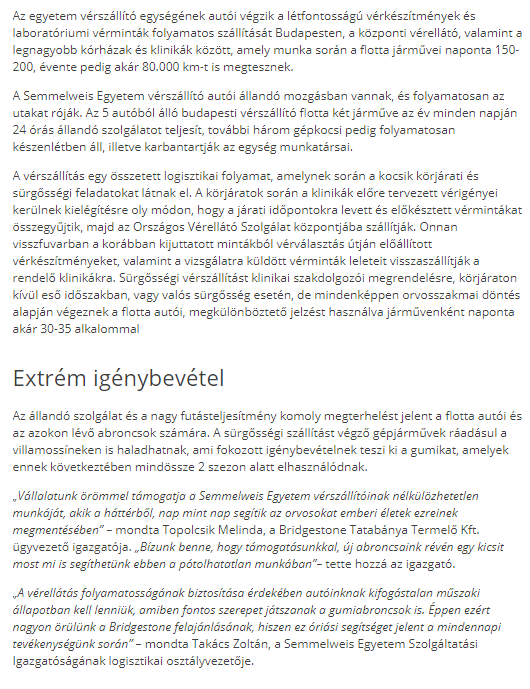 Az egyetem vérszállító egységének autói végzik a létfontosságú vérkészítmények és
laboratóriumi vérminták folyamatos szállítását Budapesten, a központi vérellátó, valamint a
legnagyobb kórházak és klinikák között, amely munka során a flotta járművei naponta 150-
200, évente pedig akár 80.000 km-t is megtesznek.
A Semmelweis Egyetem vérszállító autói állandó mozgásban vannak, és folyamatosan az
utakat róják. Az 5 autóból álló budapesti vérszállító flotta két járműve az év minden napján
24 órás állandó szolgálatot teljesít, további három gépkocsi pedig folyamatosan
készenlétben áll, illetve karbantartják az egység munkatársai.
A vérszállítás egy összetett logisztikai folyamat, amelynek során a kocsik körjárati és
sürgősségi feladatokat látnak el. A körjáratok során a klinikák előre tervezett vérigényei
kerülnek kielégítésre oly módon, hogy a járati időpontokra levett és előkésztett vérmintákat
összegyűjtik, majd az Országos Vérellátó Szolgálat központjába szállítják. Onnan
visszfuvarban a korábban kijuttatott mintákból vérválasztás útján előállított
vérkészítményeket, valamint a vizsgálatra küldött vérminták leleteit visszaszállítják a
rendelő klinikákra. Sürgősségi vérszállítást klinikai szakdolgozói megrendelésre, körjáraton
kívül eső időszakban, vagy valós sürgősség esetén, de mindenképpen orvosszakmai döntés
alapján végeznek a flotta autói, megkülönböztető jelzést használva járművenként naponta
akár 30-35 alkalommal
Extrém igénybevétel
Az állandó szolgálat és a nagy futásteljesítmény komoly megterhelést jelent a flotta autói és
az azokon lévő abroncsok számára. A sürgősségi szállítást végző gépjárművek ráadásul a
villamossíneken is haladhatnak, ami fokozott igénybevételnek teszi ki a gumikat, amelyek
ennek következtében mindössze 2 szezon alatt elhasználódnak.
„Vállalatunk örömmel támogatja a Semmelweis Egyetem vérszállítóinak nélkülözhetetlen
munkáját, akik a háttérből, nap mint nap segítik az orvosokat emberi életek ezreinek
megmentésében” – mondta Topolcsik Melinda, a Bridgestone Tatabánya Termelő Kft.
ügyvezető igazgatója. „Bízunk benne, hogy támogatásunkkal, új abroncsaink révén egy kicsit
most mi is segíthetünk ebben a pótolhatatlan munkában”– tette hozzá az igazgató.
„A vérellátás folyamatosságának biztosítása érdekében autóinknak kifogástalan műszaki
állapotban kell lenniük, amiben fontos szerepet játszanak a gumiabroncsok is. Éppen ezért
nagyon örülünk a Bridgestone felajánlásának, hiszen ez óriási segítséget jelent a mindennapi
tevékenységünk során” – mondta Takács Zoltán, a Semmelweis Egyetem Szolgáltatási
Igazgatóságának logisztikai osztályvezetője.